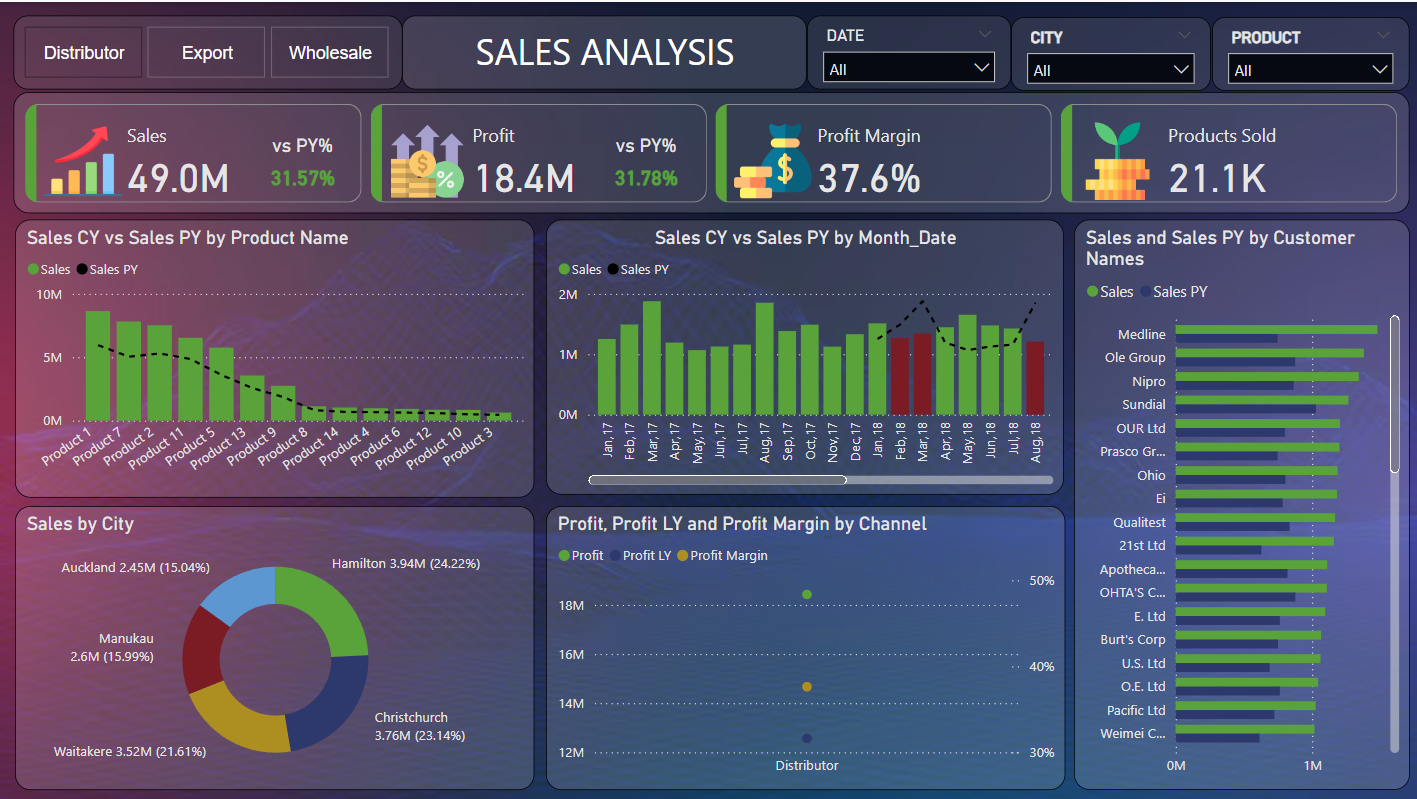 Distributor
Export
Wholesale
SALES ANALYSIS
DATE
All
CITY
All
PRODUCT
All
Sales
49.0M
vs PY%
31.57%
Profit
18.4M
vs PY%
31.78%
Profit Margin
37.6%
Products Sold
21.1K
Sales CY vs Sales PY by Product Name
Sales
Sales PY
10M
5M
0M
Product 1
Product 7
Product 2
Product 11
Product 5
Product 13
Product 9
Product 8
Product 14
Product 4
Product 6
Product 12
Product 10
Product 3
Sales CY vs Sales PY by Month_Date
Sales
Sales PY
2M
1M
0M
Jan,17
Feb,17
Mar,17
Apr,17
May,17
Jun,17
Jul,17
Aug,17
Sep,17
Oct,17
Nov,17
Dec,17
Jan,18
Feb,18
Mar,18
Apr,18
May,18
Jun,18
Jul,18
Aug,18
Sales and Sales PY by Customer
Names
Sales
Sales PY
Medline
Ole Group
Nipro
Sundial
OUR Ltd
Prasco Gr...
Ohio
Ei
Qualitest
21st Ltd
Apotheca...
OHTA'S C...
E. Ltd
Burt's Corp
U.S. Ltd
O.E. Ltd
Pacific Ltd
Weimei C...
0M
1M
Sales by City
Auckland 2.45M (15.04%)
Hamilton 3.94M (24.22%)
Manukau
2.6M (15.99%)
Christchurch
3.76M (23.14%)
Waitakere 3.52M (21.61%)
Profit, Profit LY and Profit Margin by Channel
Profit
Profit LY
Profit Margin
18M
16M
14M
12M
50%
40%
30%
Distributor
$
%
$